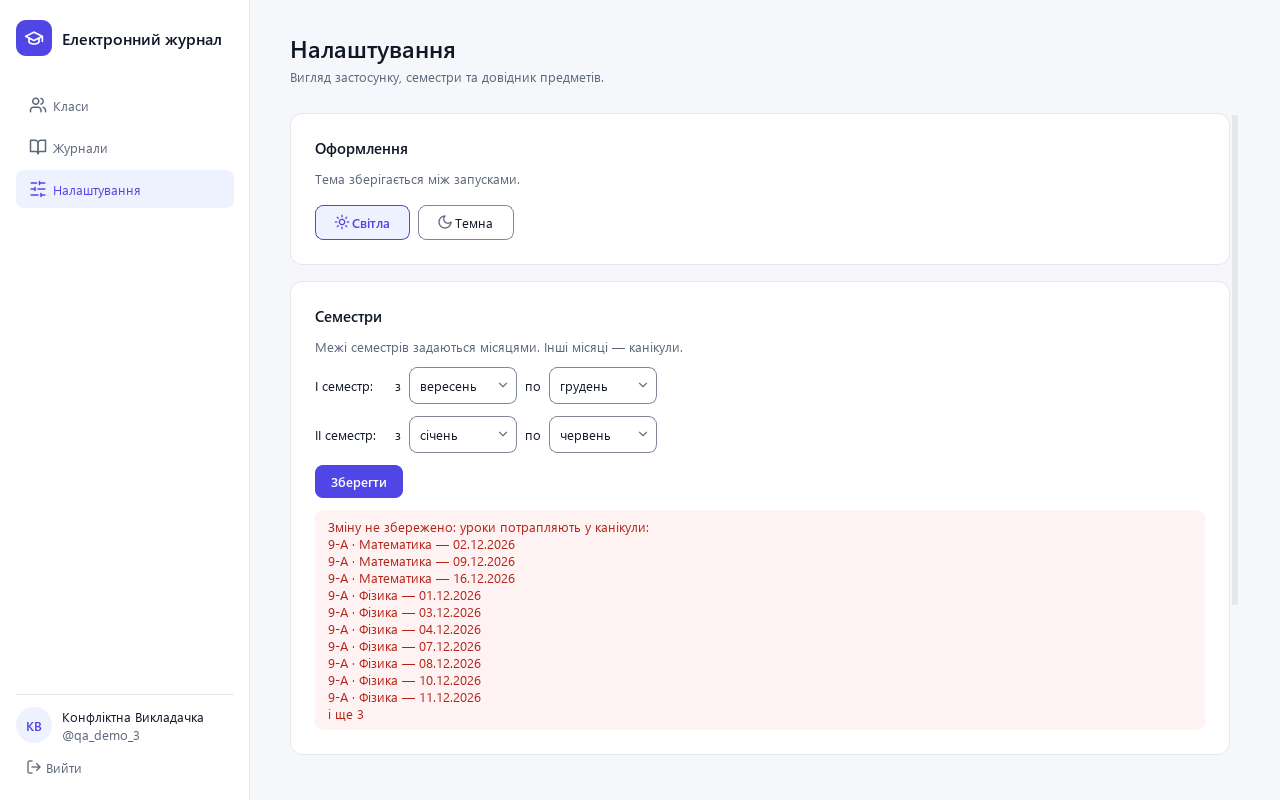 Електронний журнал
Класи
Журнали
Налаштування
Конфліктна Викладачка
КВ
@qa_demo_3
Вийти
Налаштування
Вигляд застосунку, семестри та довідник предметів.
Оформлення
Тема зберігається між запусками.
Світла
Темна
Семестри
Межі семестрів задаються місяцями. Інші місяці — канікули.
I семестр: з вересень по грудень
II семестр: з січень по червень
Зберегти
Зміну не збережено: уроки потрапляють у канікули:
9-А · Математика — 02.12.2026
9-А · Математика — 09.12.2026
9-А · Математика — 16.12.2026
9-А · Фізика — 01.12.2026
9-А · Фізика — 03.12.2026
9-А · Фізика — 04.12.2026
9-А · Фізика — 07.12.2026
9-А · Фізика — 08.12.2026
9-А · Фізика — 10.12.2026
9-А · Фізика — 11.12.2026
і ще 3